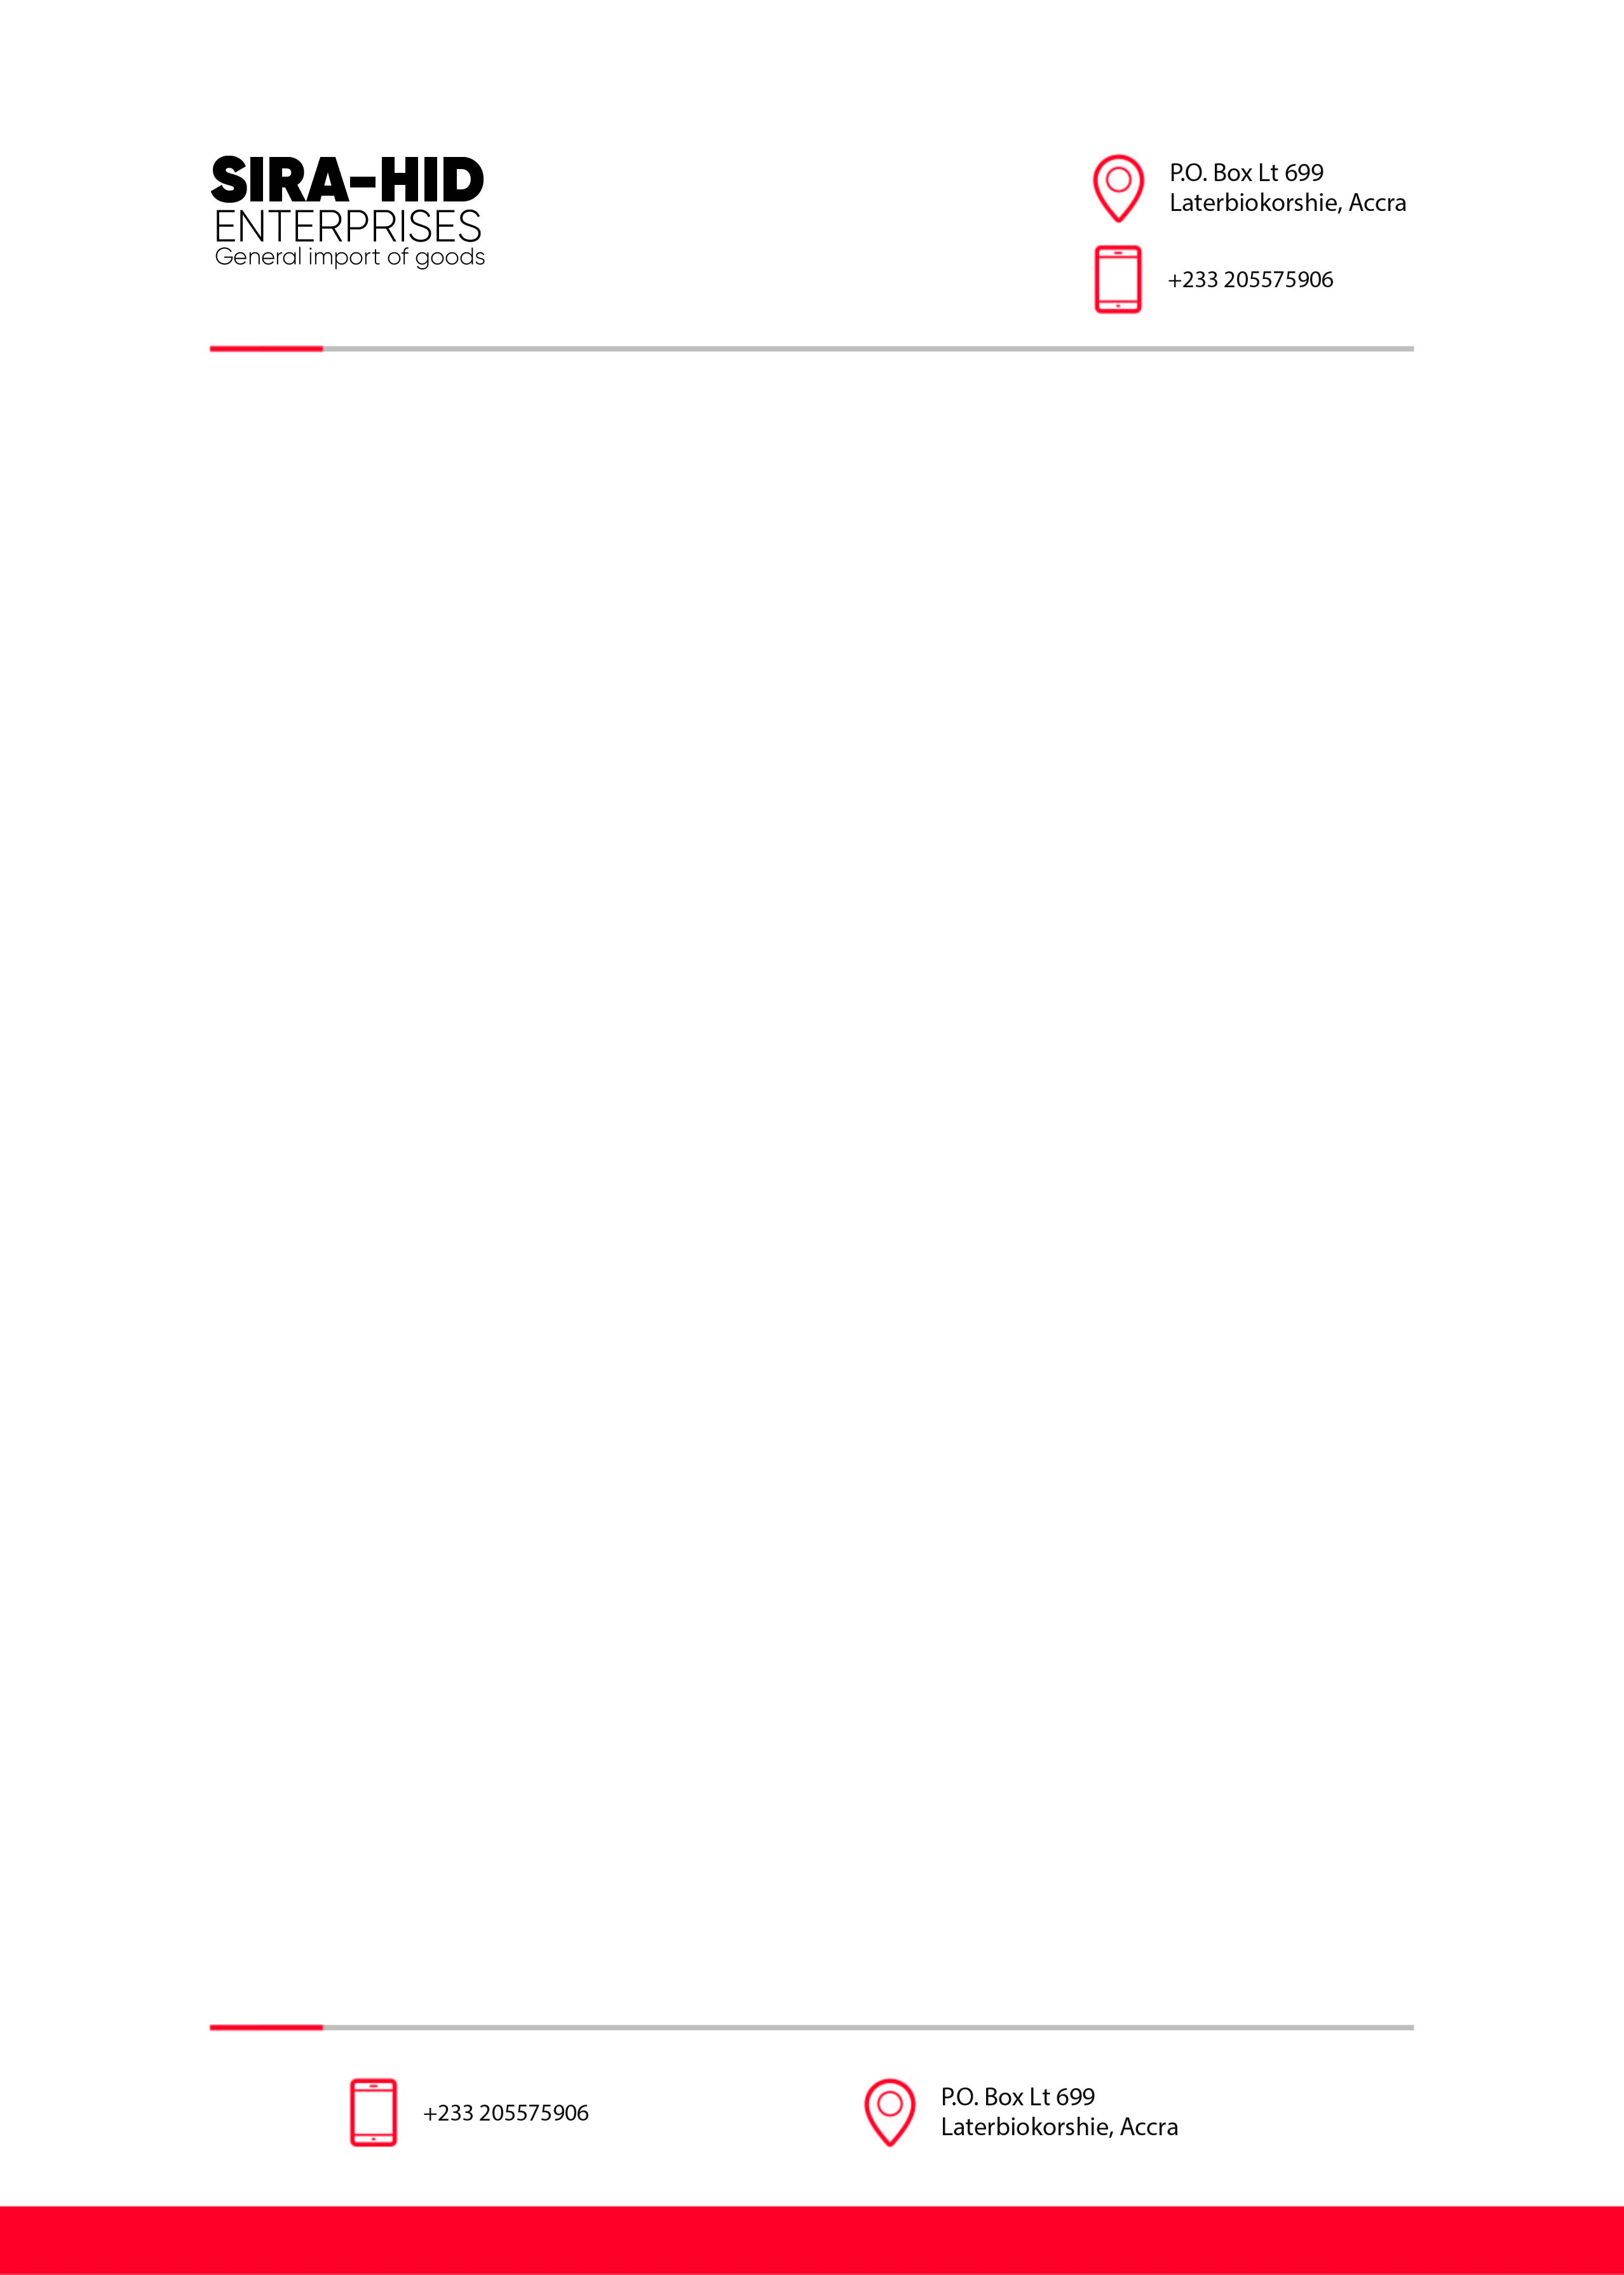 SIRA-HID
ENTERPRISES
General import of goods
P.O. Box Lt 699
Laterbiokorshie, Accra
+233 205575906
+233 205575906
P.O. Box Lt 699
Laterbiokorshie, Accra